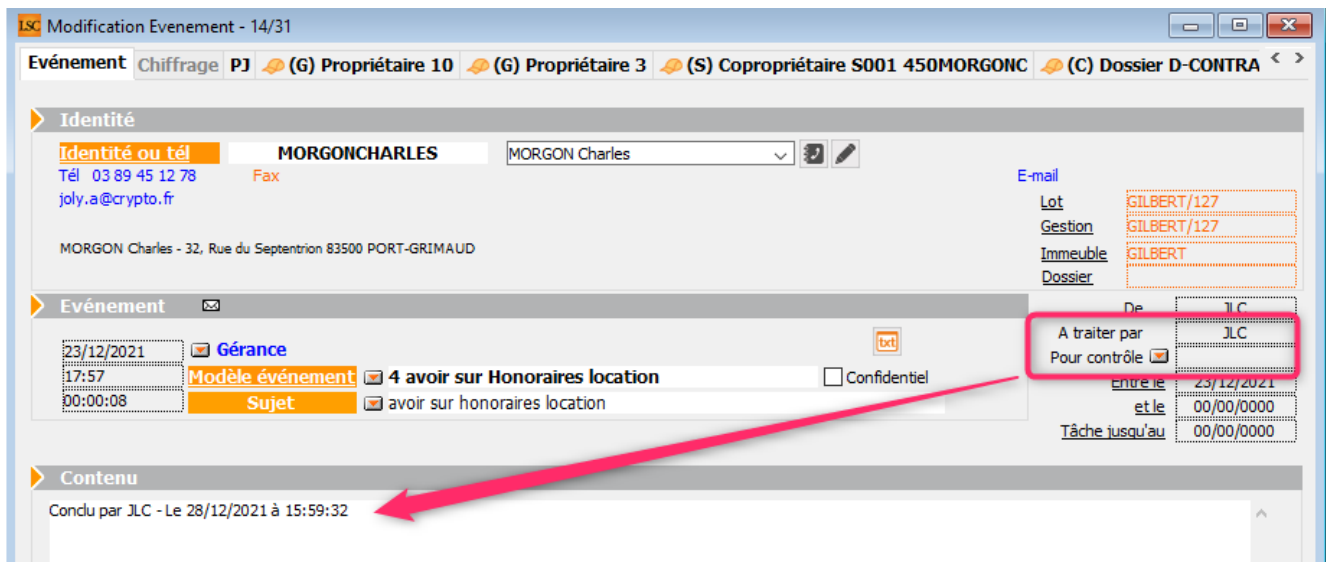 LSC Modification Evenement - 14/31
Evénement Chiffrage PJ (G) Propriétaire 10 (G) Propriétaire 3 (S) Copropriétaire S001 450MORGONC (C) Dossier D-CONTRA < >
Identité
Identité ou tél MORGONCHARLES MORGON Charles
Tél 03 89 45 12 78 Fax E-mail
joly.a@crypto.fr
Lot GILBERT/127
Gestion GILBERT/127
MORGON Charles - 32, Rue du Septentrion 83500 PORT-GRIMAUD
Immeuble GILBERT
Dossier
Evénement De JLC
A traiter par JLC
23/12/2021 Gérance txt
Pour contrôle
17:57 Modèle événement 4 avoir sur Honoraires location Confidentiel
Entre le 23/12/2021
00:00:08 Sujet avoir sur honoraires location
et le 00/00/0000
Tâche jusqu'au 00/00/0000
Contenu
Conclu par JLC - Le 28/12/2021 à 15:59:32